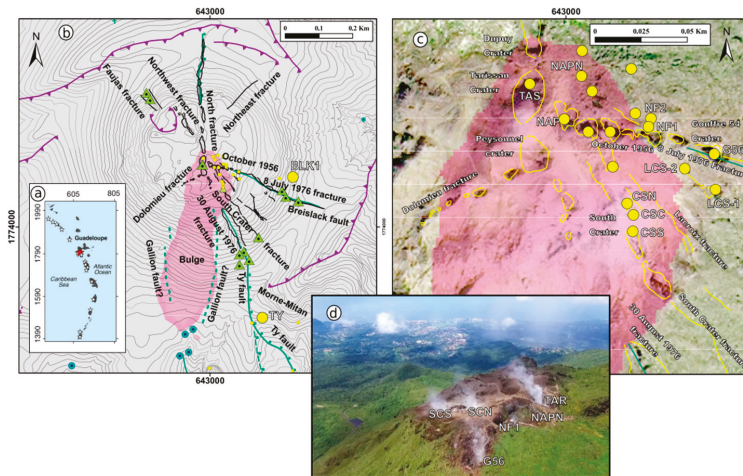 643000
b
N
0
0,1
0,2 Km
Faujas fracture
Northwest fracture
North fracture
Northeast fracture
October 1956
BLK1
8 July 1976 fracture
Breislack fault
Dolomieu fracture
South Crater fracture
30 August 1976 fracture
Gallion fault?
Bulge
Gallion fault?
Ty fault
Morne-Mitan
TY
Ty fault
1774000
643000
a
605
805
1990
1790
1590
1390
Guadeloupe
Atlantic
Ocean
Caribbean
Sea
643000
c
N
0
0,025
0,05 Km
Dupuy
Crater
NAPN
Tarissan
Crater
TAS
NF2
NAF
NF1
Gouffre 56
Crater
G56
Peysonnel
crater
October 1956
8 July 1976 Fracture
LCS-2
LCS-1
Dolomieu fracture
CSN
CSC
CSS
South
Crater
Lacroix fracture
South Crater fracture
30 August 1976
fracture
1774000
d
TAR
SCS
SCN
NAPN
NF1
G56